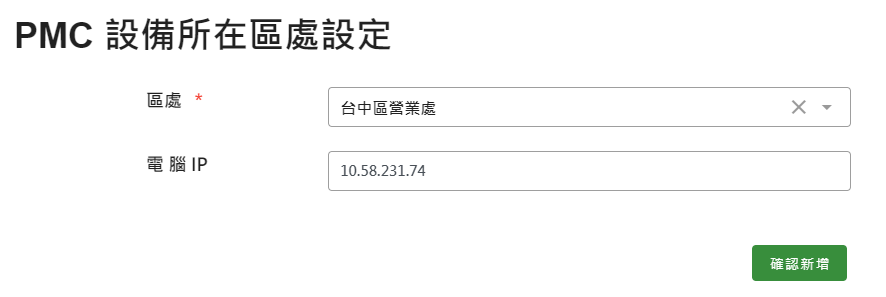 PMC 設備所在區處設定
區處 *
台中區營業處
電腦 IP
10.58.231.74
確認新增